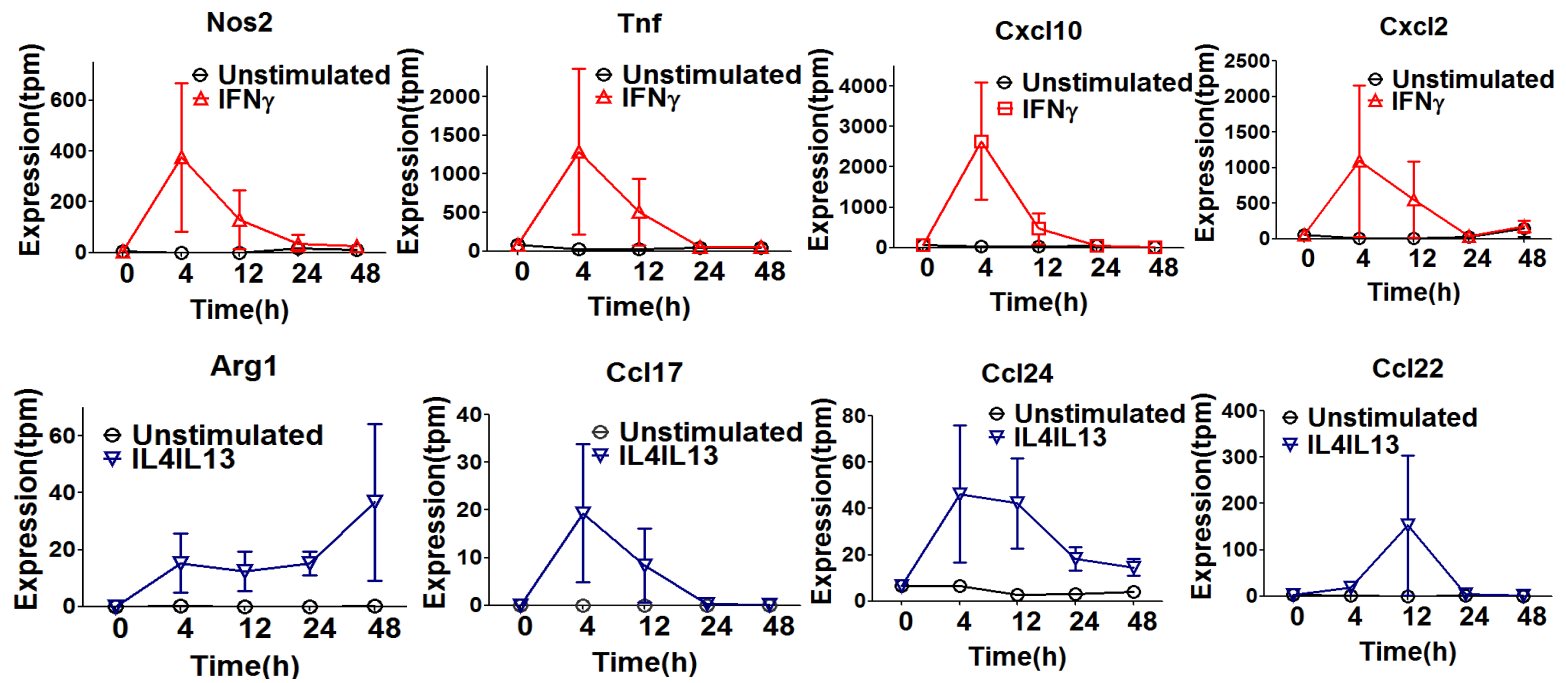 Nos2
Expression(tpm)
600
400
200
0
Unstimulated
IFNγ
0 4 12 24 48
Time(h)
Tnf
Expression(tpm)
2000
1500
1000
500
0
Unstimulated
IFNγ
0 4 12 24 48
Time(h)
Cxcl10
Expression(tpm)
4000
3000
2000
1000
0
Unstimulated
IFNγ
0 4 12 24 48
Time(h)
Cxcl2
Expression(tpm)
2500
2000
1500
1000
500
0
Unstimulated
IFNγ
0 4 12 24 48
Time(h)
Arg1
Expression(tpm)
60
40
20
0
Unstimulated
IL4IL13
0 4 12 24 48
Time(h)
Ccl17
Expression(tpm)
40
30
20
10
0
Unstimulated
IL4IL13
0 4 12 24 48
Time(h)
Ccl24
Expression(tpm)
80
60
40
20
0
Unstimulated
IL4IL13
0 4 12 24 48
Time(h)
Ccl22
Expression(tpm)
400
300
200
100
0
Unstimulated
IL4IL13
0 4 12 24 48
Time(h)